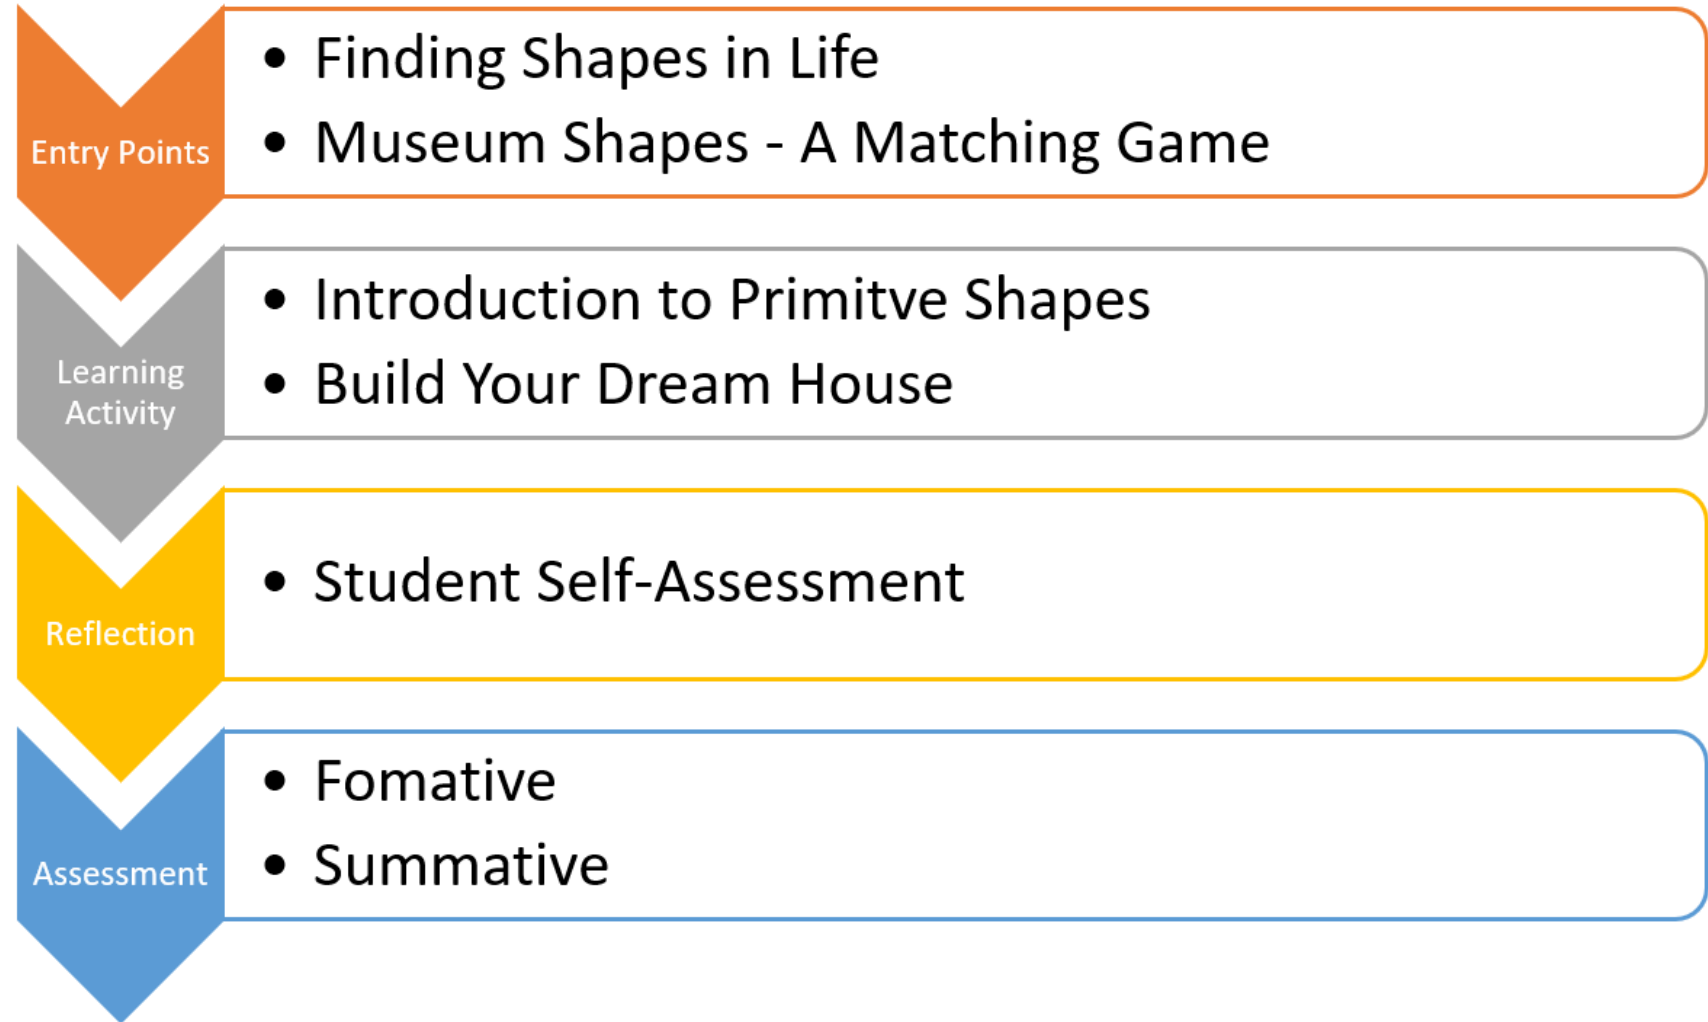 Entry Points
• Finding Shapes in Life
• Museum Shapes - A Matching Game
Learning
Activity
• Introduction to Primitve Shapes
• Build Your Dream House
Reflection
• Student Self-Assessment
Assessment
• Fomative
• Summative